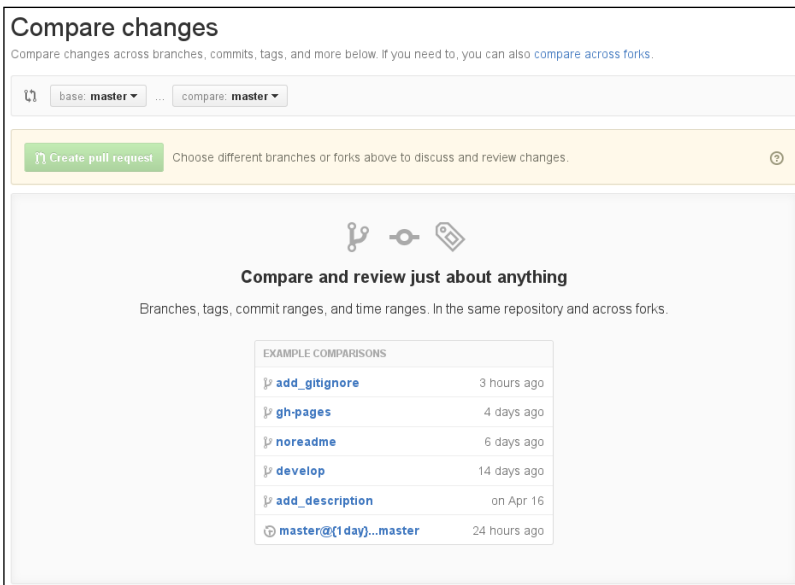 Compare changes
Compare changes across branches, commits, tags, and more below. If you need to, you can also compare across forks.
base: master ... compare: master
Create pull request Choose different branches or forks above to discuss and review changes.
Compare and review just about anything
Branches, tags, commit ranges, and time ranges. In the same repository and across forks.
EXAMPLE COMPARISONS
add_gitignore 3 hours ago
gh-pages 4 days ago
noreadme 6 days ago
develop 14 days ago
add_description on Apr 16
master@{1day}...master 24 hours ago